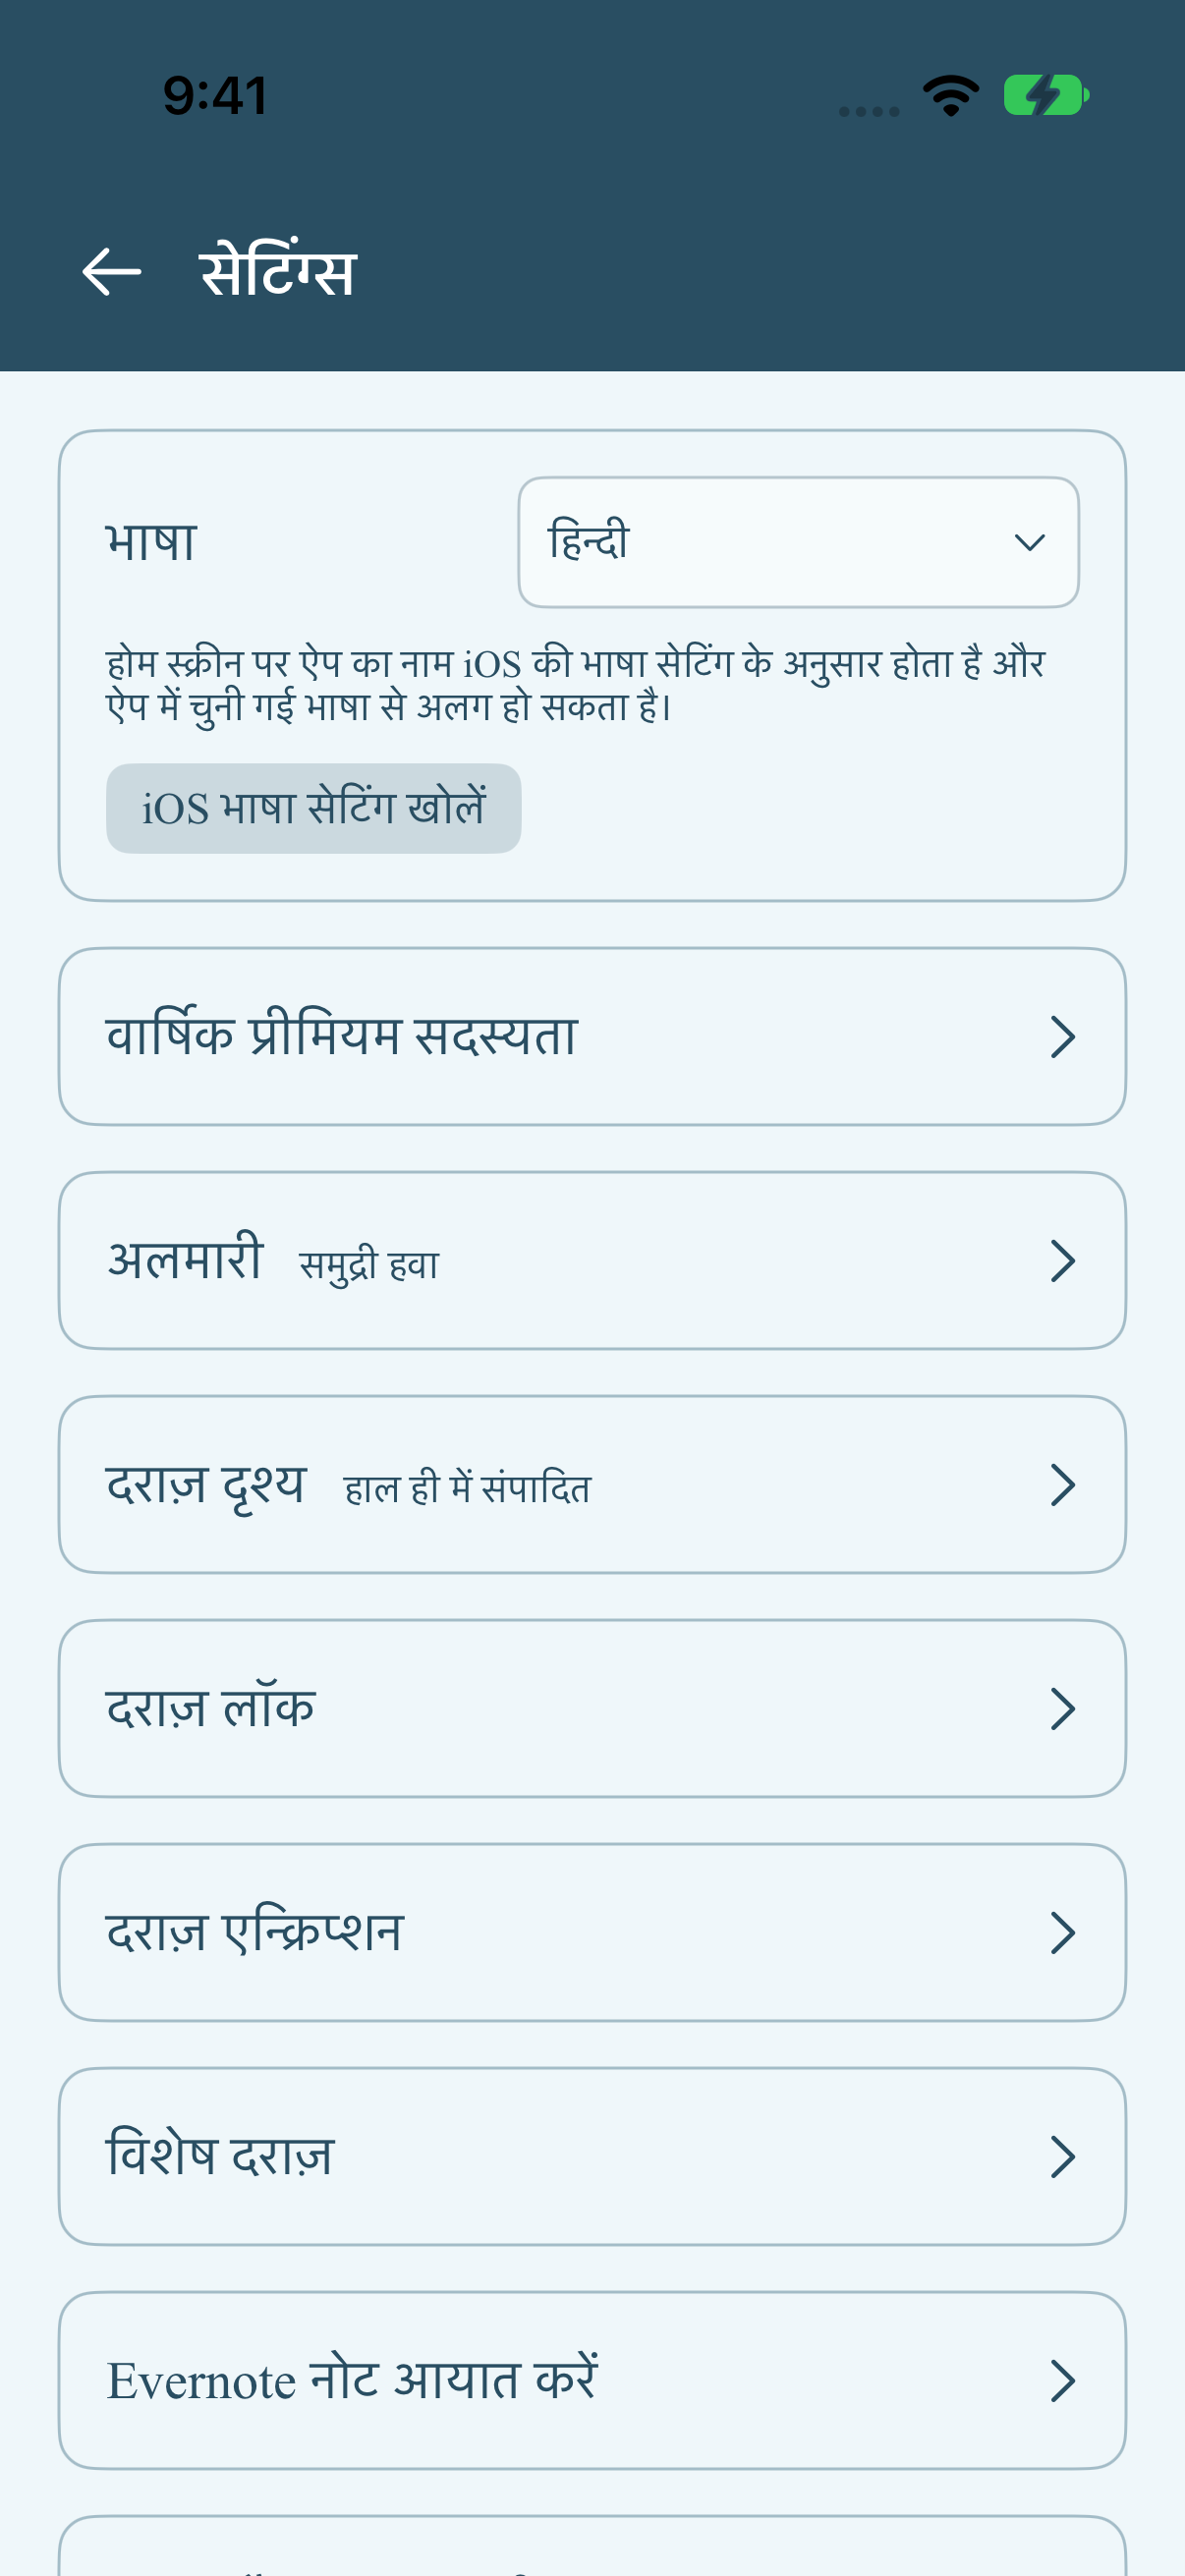 9:41
सेटिंग्स
भाषा
हिन्दी
होम स्क्रीन पर ऐप का नाम iOS की भाषा सेटिंग के अनुसार होता है और
ऐप में चुनी गई भाषा से अलग हो सकता है।
iOS भाषा सेटिंग खोलें
वार्षिक प्रीमियम सदस्यता
अलमारी समुद्री हवा
दराज़ दृश्य हाल ही में संपादित
दराज़ लॉक
दराज़ एन्क्रिप्शन
विशेष दराज़
Evernote नोट आयात करें